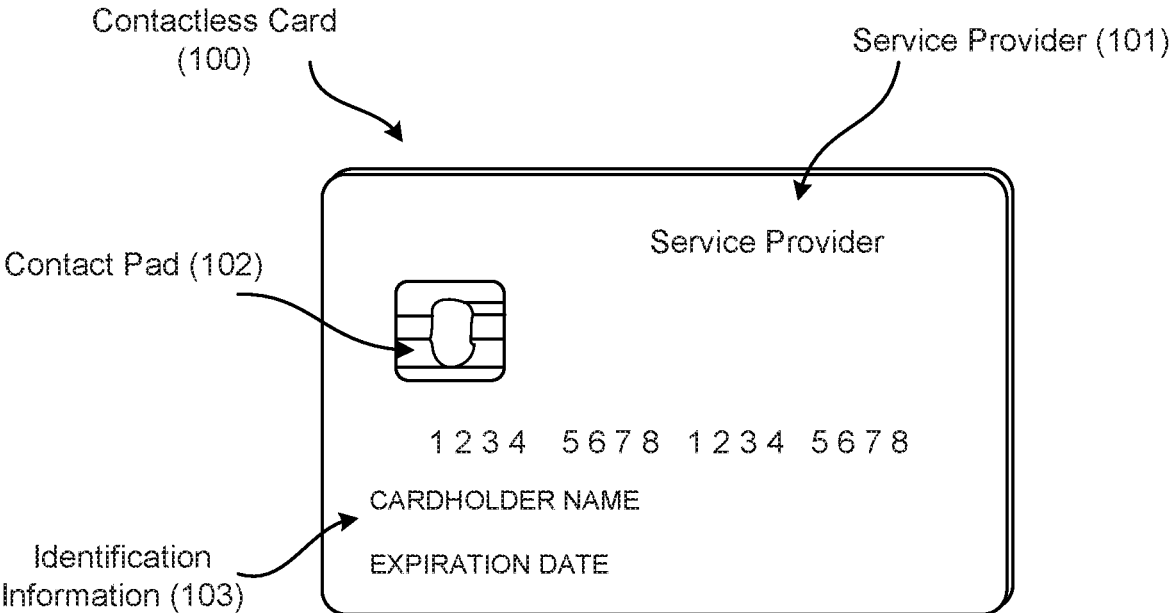 Contactless Card
(100)
Service Provider (101)
Service Provider
Contact Pad (102)
1234 5678 1234 5678
CARDHOLDER NAME
EXPIRATION DATE
Identification
Information (103)